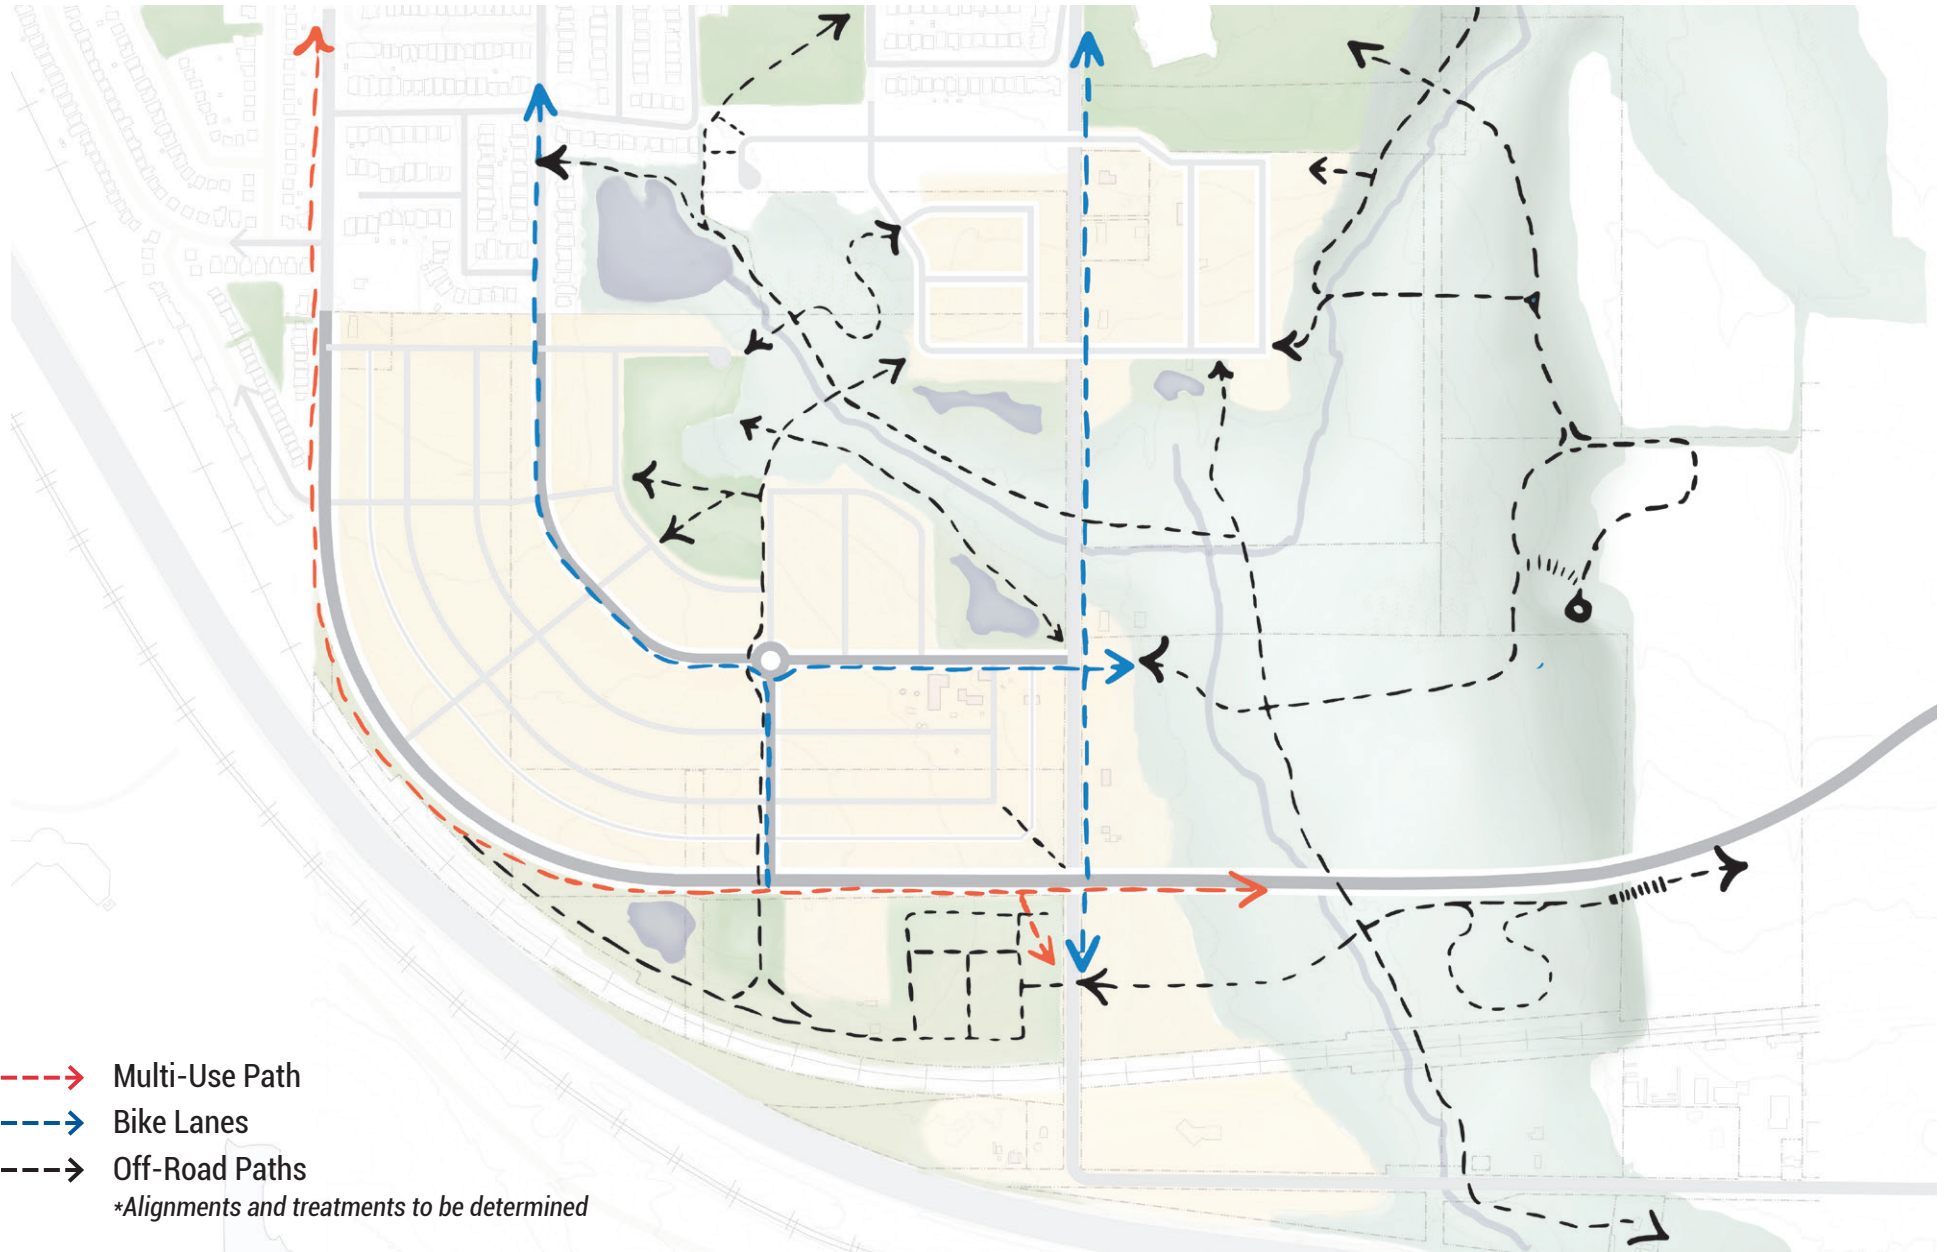 Multi-Use Path
Bike Lanes
Off-Road Paths
*Alignments and treatments to be determined